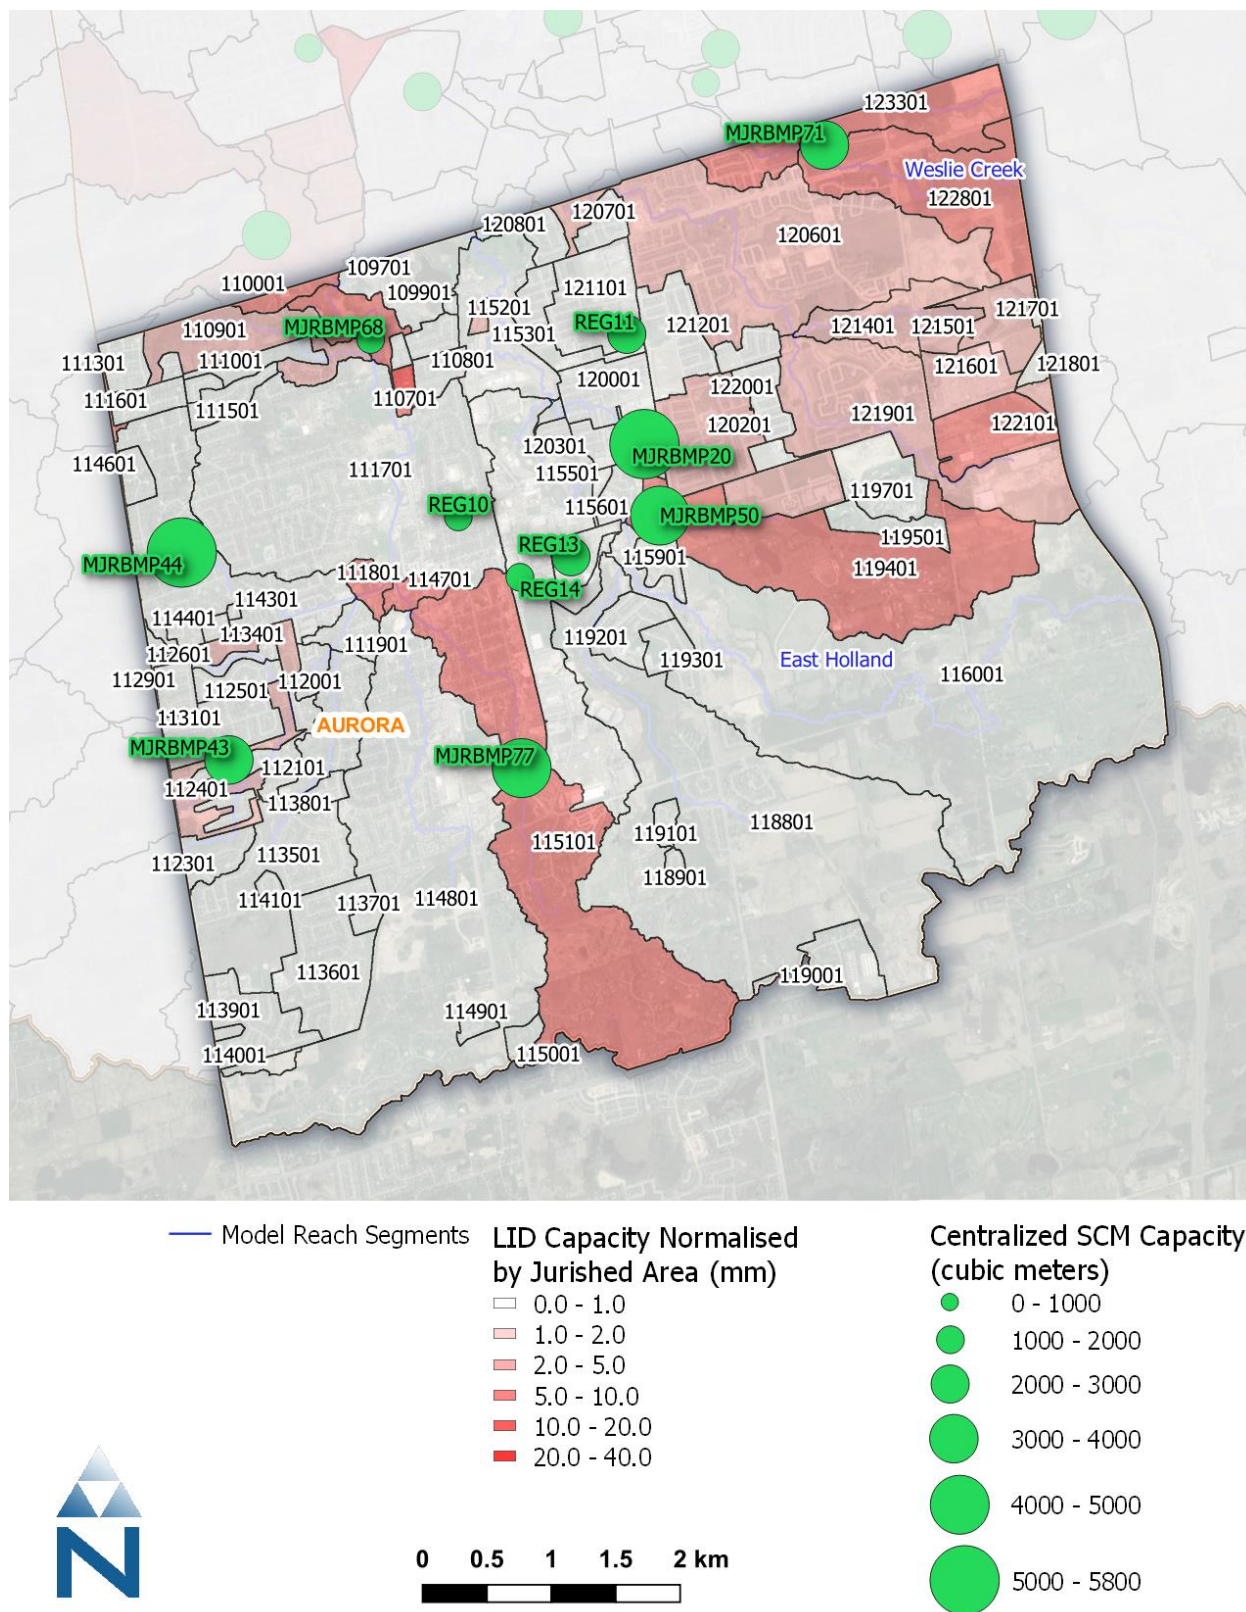 123301
MJRBMP71
Weslie Creek
122801
120701
120801
120601
109701
110001
109901
121101
115201
121701
110901
MJRBMP68
REG11
121201
121401
121501
115301
111001
110801
111301
121601
121801
120001
122001
111601
110701
111501
121901
120201
122101
120301
MJRBMP20
114601
111701
115501
119701
REG10
115601
MJRBMP50
119501
REG13
115901
MJRBMP44
119401
111801
114701
REG14
114301
114401
113401
119201
111901
112601
119301
East Holland
116001
112901
112501
112001
113101
AURORA
MJRBMP43
MJRBMP77
112101
112401
113801
118801
119101
115101
113501
112301
118901
114101
113701
114801
113601
119001
113901
114901
114001
115001
Model Reach Segments
LID Capacity Normalised
by Jurished Area (mm)
0.0 - 1.0
1.0 - 2.0
2.0 - 5.0
5.0 - 10.0
10.0 - 20.0
20.0 - 40.0
Centralized SCM Capacity
(cubic meters)
0 - 1000
1000 - 2000
2000 - 3000
3000 - 4000
4000 - 5000
5000 - 5800
N
0 0.5 1 1.5 2 km